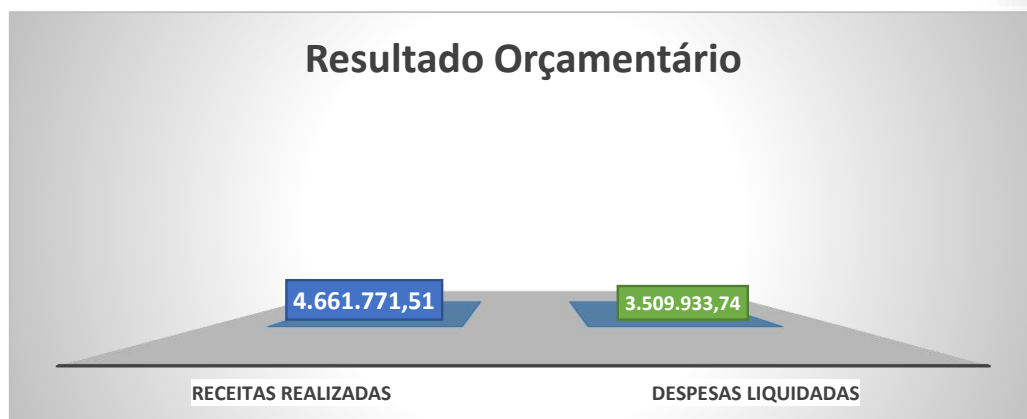 Resultado Orçamentário
4.661.771,51
3.509.933,74
RECEITAS REALIZADAS
DESPESAS LIQUIDADAS